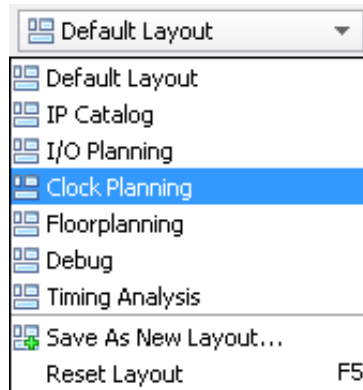 Default Layout
Default Layout
IP Catalog
I/O Planning
Clock Planning
Floorplanning
Debug
Timing Analysis
Save As New Layout...
Reset Layout F5